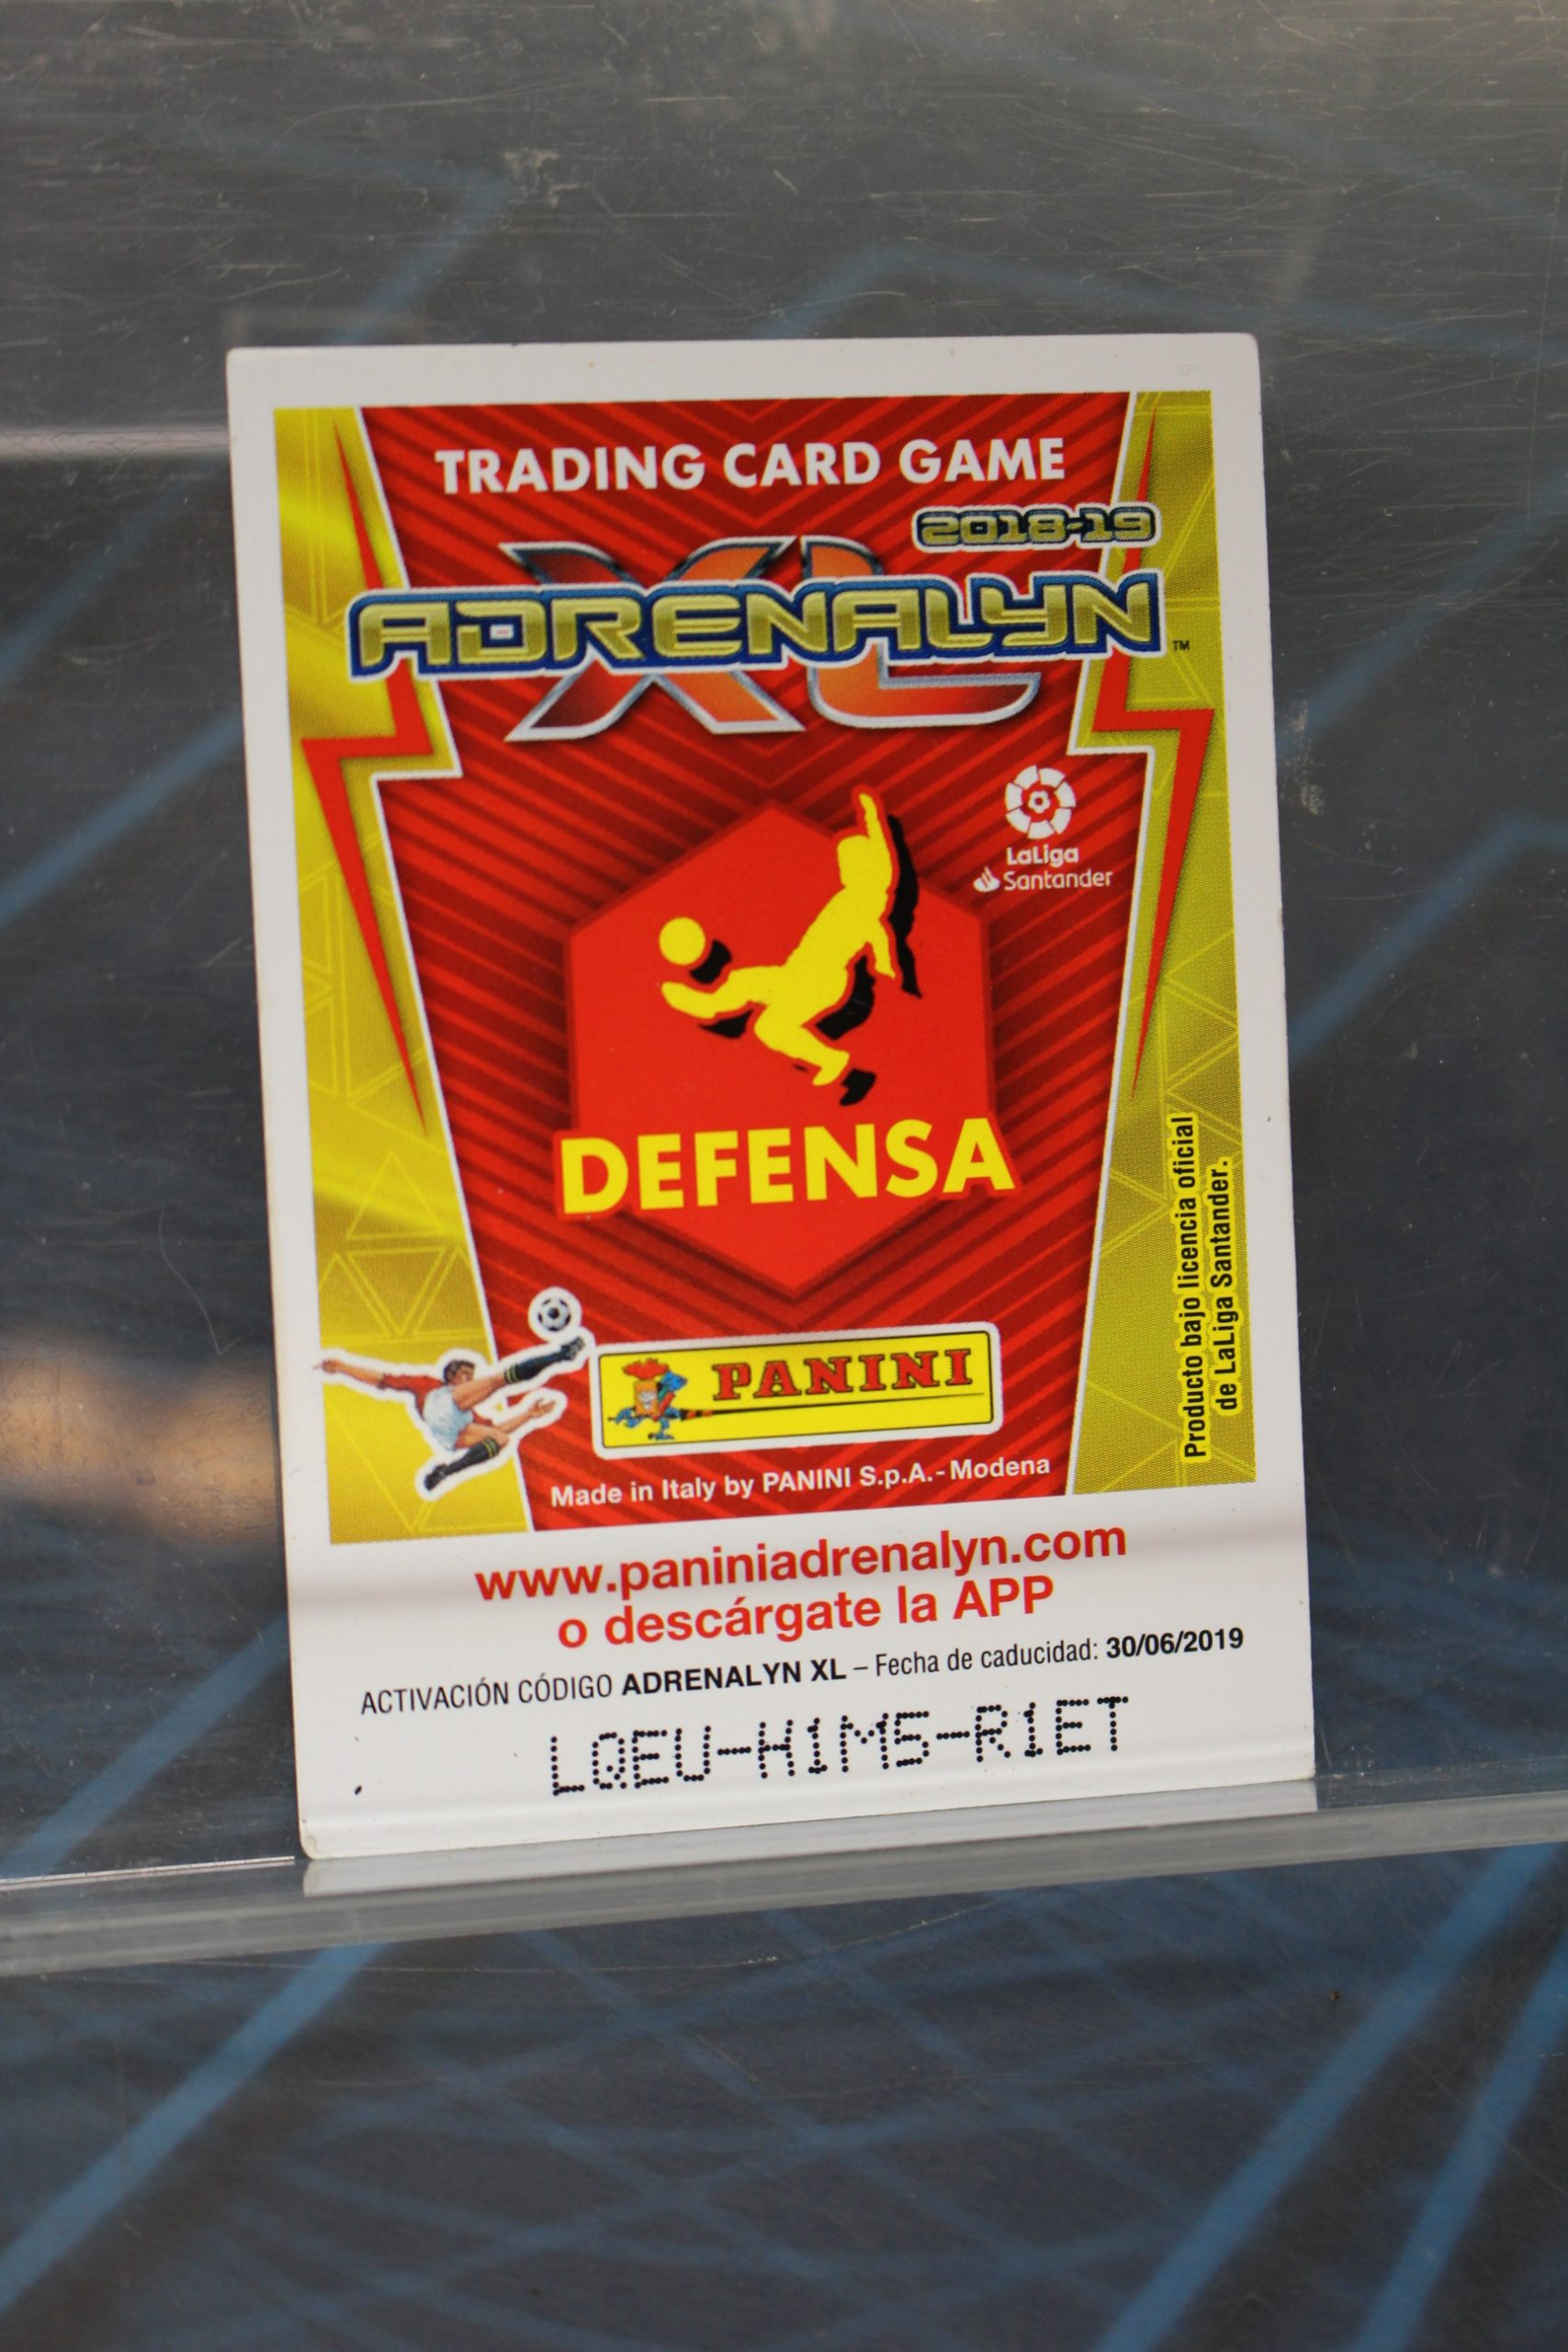 TRADING CARD GAME
2018-19
ADRENALYN XL™
LaLiga
Santander
DEFENSA
PANINI
Made in Italy by PANINI S.p.A. - Modena
Producto bajo licencia oficial
de LaLiga Santander.
www.paniniadrenalyn.com
o descárgate la APP
ACTIVACIÓN CÓDIGO ADRENALYN XL – Fecha de caducidad: 30/06/2019
LQEU-H1M5-R1ET